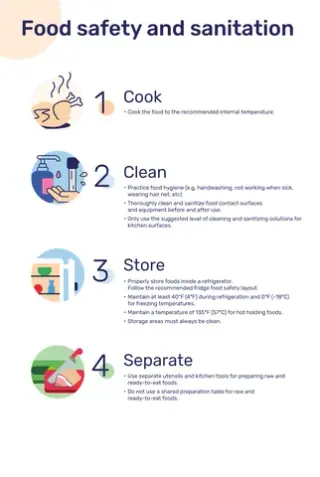 Food safety and sanitation
1 Cook
• Cook the food to the recommended internal temperature.
2 Clean
• Practice food hygiene (e.g. handwashing, not working when sick,
wearing hair net, etc)
• Thoroughly clean and sanitize food contact surfaces
and equipment before and after use.
• Only use the suggested level of cleaning and sanitizing solutions for
kitchen surfaces.
3 Store
• Properly store foods inside a refrigerator.
Follow the recommended fridge food safety layout.
• Maintain at least 40°F (4°F) during refrigeration and 0°F (-18°C)
for freezing temperatures.
• Maintain a temperature of 135°F (57°C) for hot holding foods.
• Storage areas must always be clean.
4 Separate
• Use separate utensils and kitchen tools for preparing raw and
ready-to-eat foods.
• Do not use a shared preparation table for raw and
ready-to-eat foods.